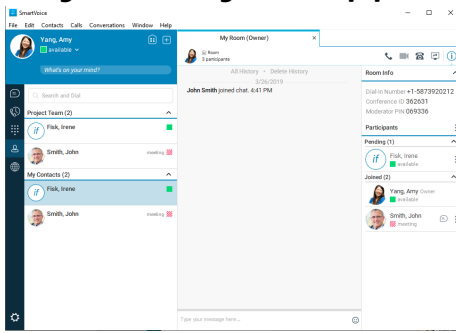 SmartVoice
File Edit Contacts Calls Conversations Window Help
Yang, Amy
available
What's on your mind?
Search and Dial
Project Team (2)
if Fisk, Irene
Smith, John meeting
My Contacts (2)
if Fisk, Irene
Smith, John meeting
My Room (Owner)
Room
3 participants
All History - Delete History
3/26/2019
John Smith joined chat. 4:41 PM
Type your message here...
Room Info
Dial-in Number +1-5873920212
Conference ID 362631
Moderator PIN 069336
Participants
Pending (1)
if Fisk, Irene
available
Joined (2)
Yang, Amy Owner
available
Smith, John
meeting